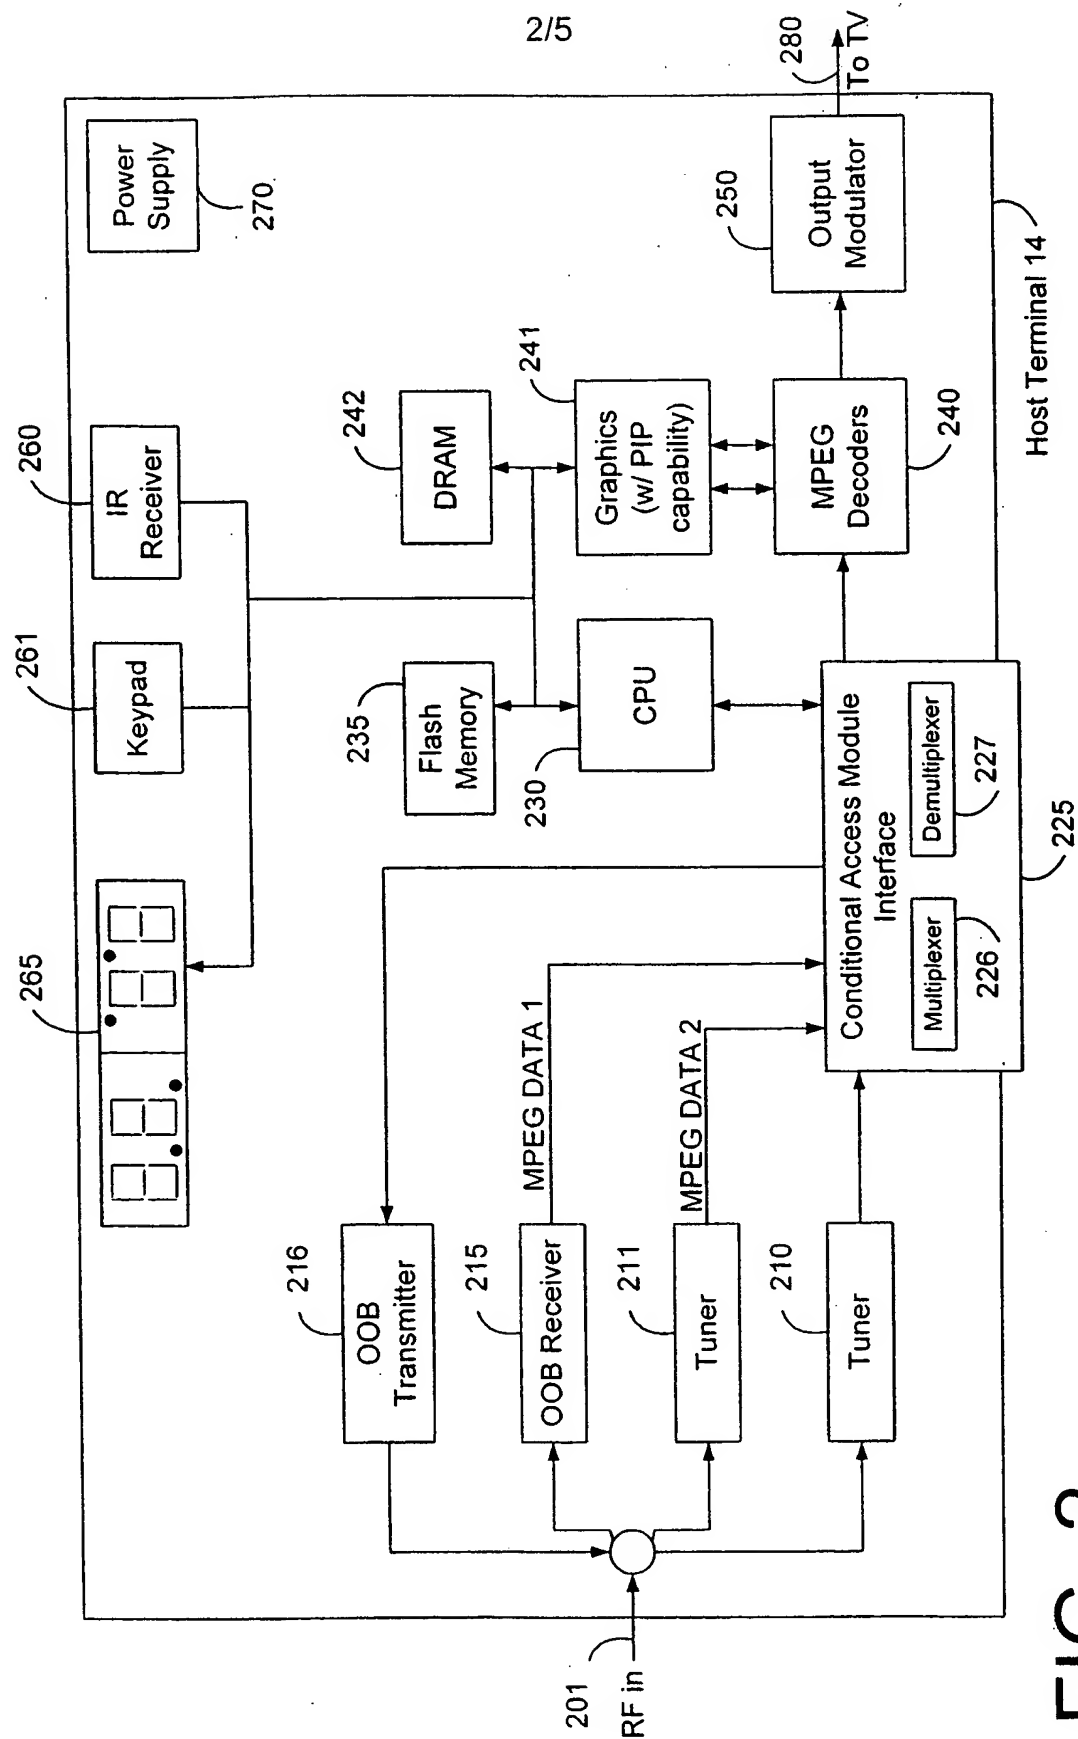 2/5
265
261
Keypad
260
IR
Receiver
Power
Supply
270
216
OOB
Transmitter
235
Flash
Memory
242
DRAM
215
OOB Receiver
MPEG DATA 1
230
CPU
241
Graphics
(w/ PIP
capability)
211
Tuner
MPEG DATA 2
210
Tuner
201
RF in
Conditional Access Module
Interface
Multiplexer
226
Demultiplexer
227
225
MPEG
Decoders
240
250
Output
Modulator
280
To TV
Host Terminal 14